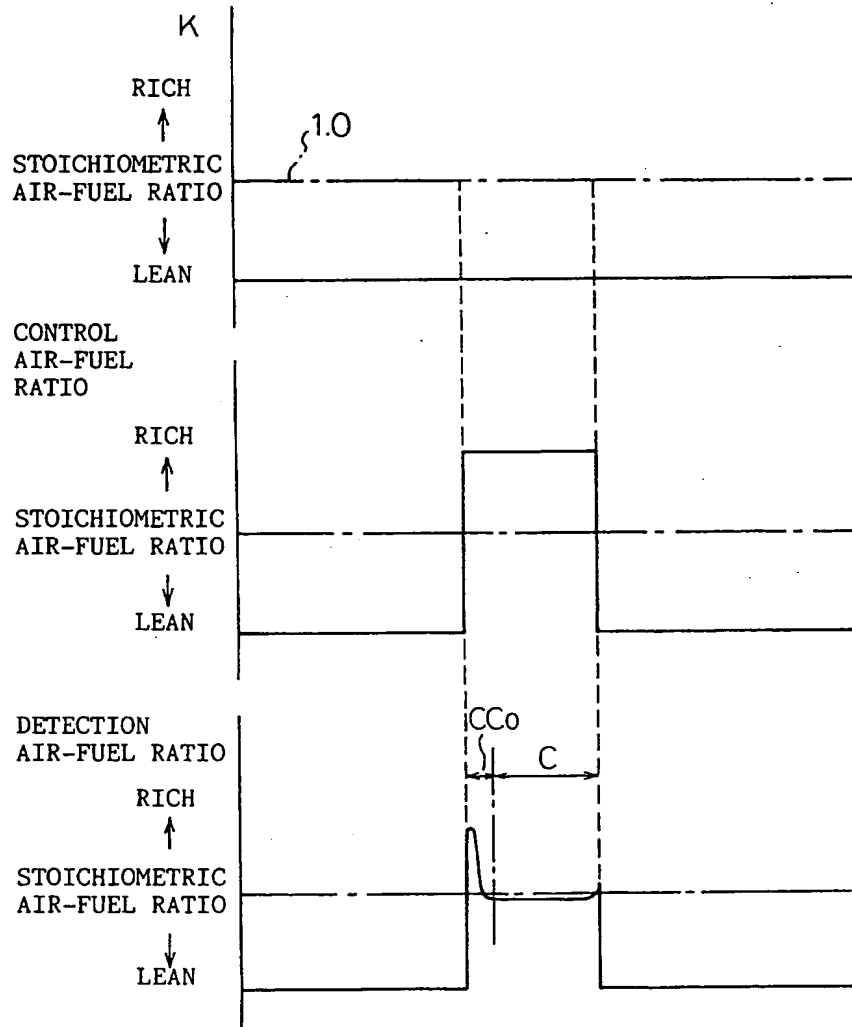 K
RICH
1.0
STOICHIOMETRIC
AIR-FUEL RATIO
LEAN
CONTROL
AIR-FUEL
RATIO
RICH
STOICHIOMETRIC
AIR-FUEL RATIO
LEAN
DETECTION
AIR-FUEL RATIO
CCo
C
RICH
STOICHIOMETRIC
AIR-FUEL RATIO
LEAN